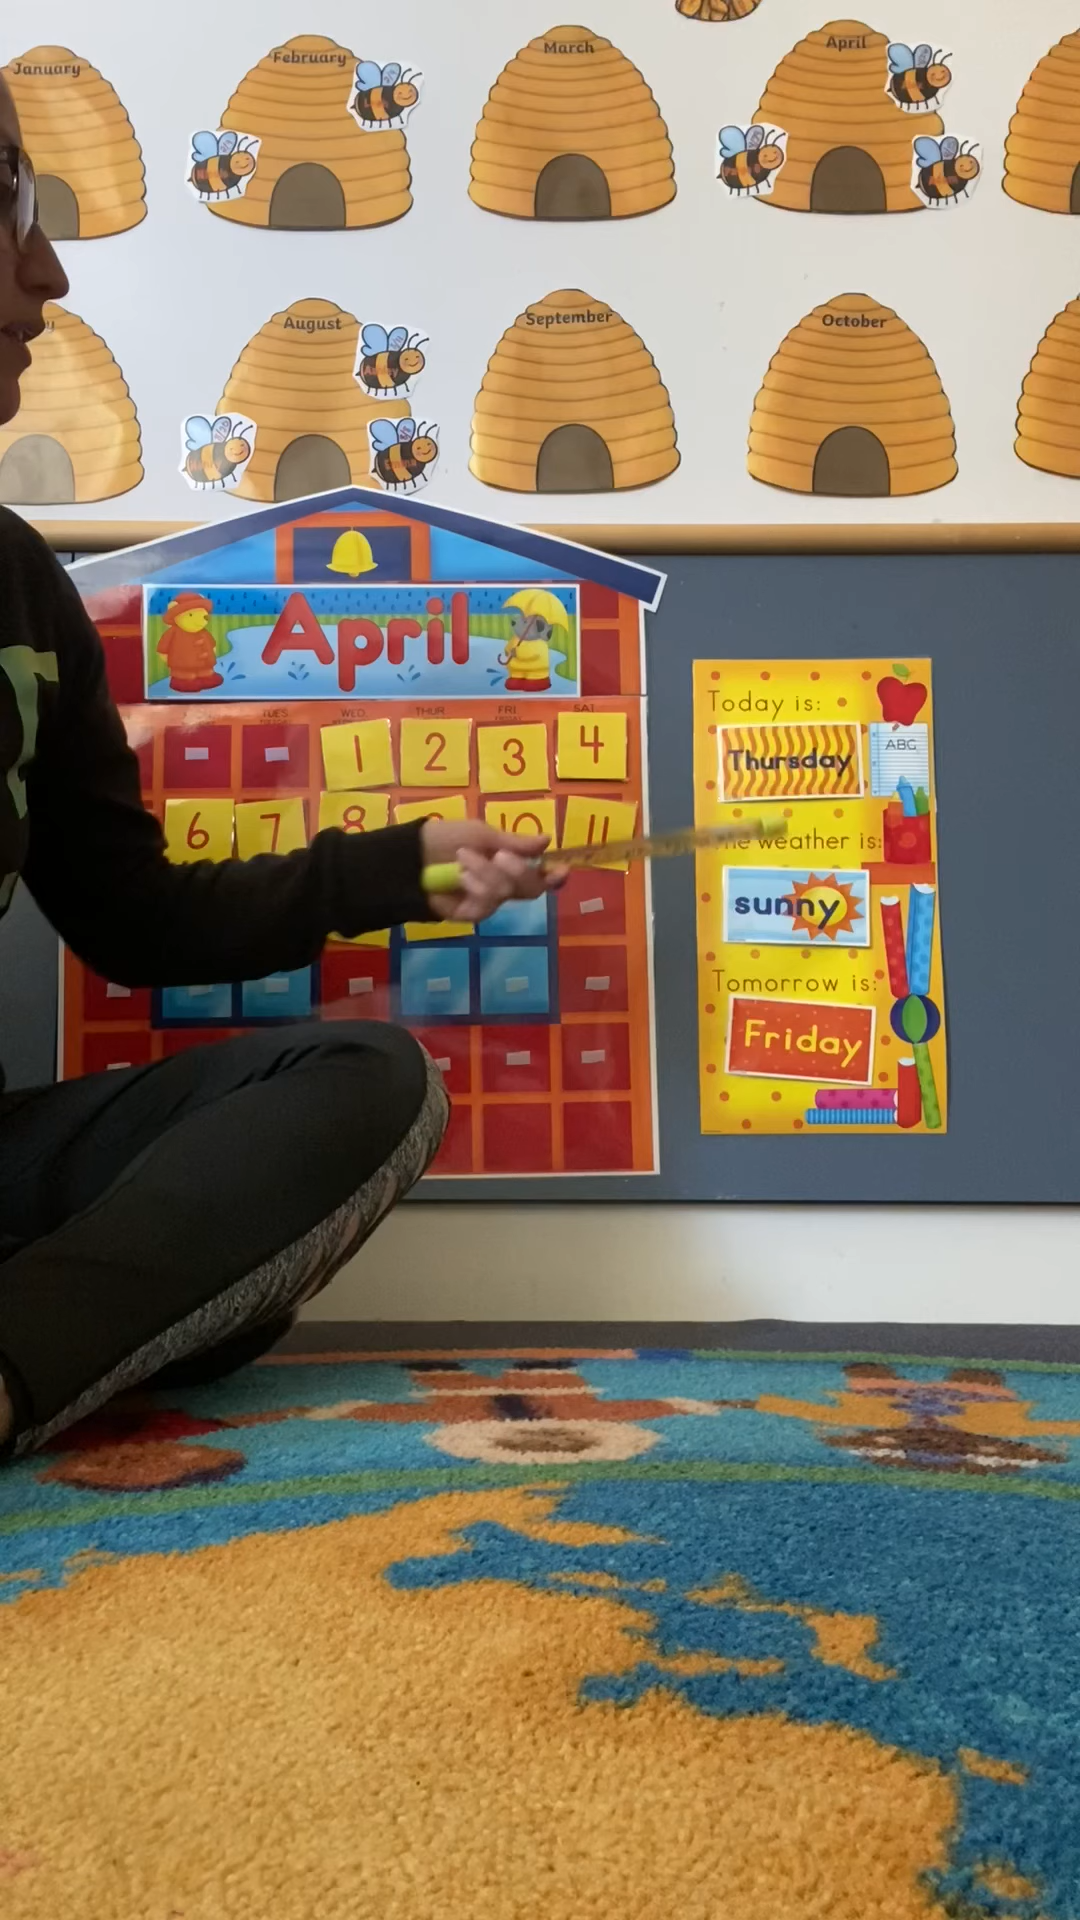 January
February
March
April
August
September
October
April
TUES
WED
THUR
FRI
SAT
1 2 3 4
6 7 8 10 11
Today is:
Thursday
ABC
weather is:
sunny
Tomorrow is:
Friday